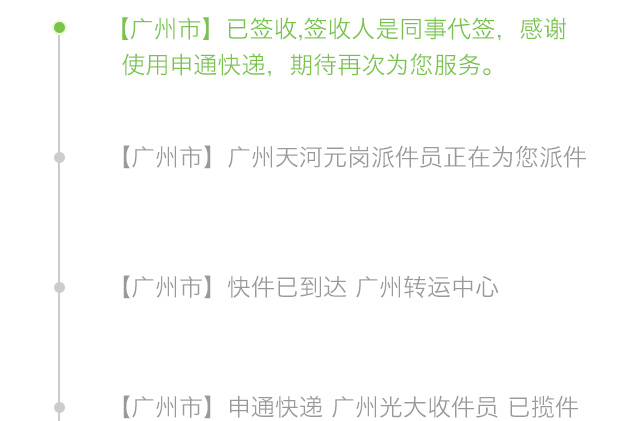 【广州市】已签收,签收人是同事代签，感谢
使用申通快递，期待再次为您服务。
【广州市】广州天河元岗派件员正在为您派件
【广州市】快件已到达 广州转运中心
【广州市】申通快递 广州光大收件员 已揽件